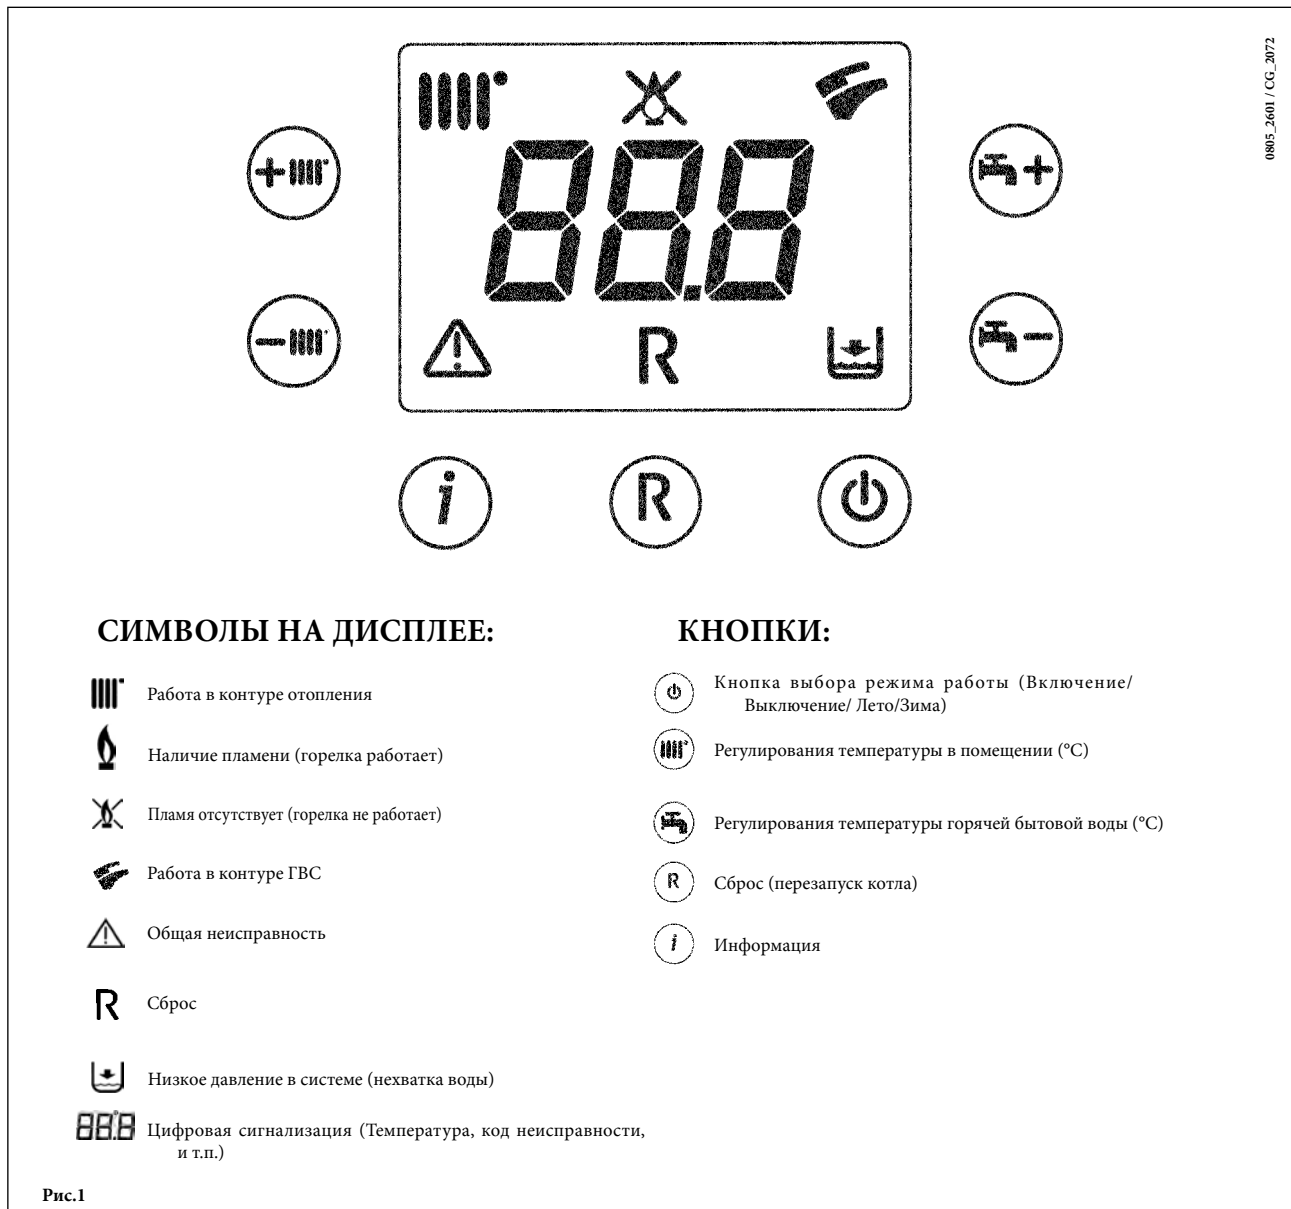 0805_2601 / CG_2072
88.8
R
i
R
СИМВОЛЫ НА ДИСПЛЕЕ:
Работа в контуре отопления
Наличие пламени (горелка работает)
Пламя отсутствует (горелка не работает)
Работа в контуре ГВС
Общая неисправность
R
Сброс
Низкое давление в системе (нехватка воды)
88.8
Цифровая сигнализация (Температура, код неисправности,
и т.п.)
КНОПКИ:
Кнопка выбора режима работы (Включение/
Выключение/ Лето/Зима)
Регулирования температуры в помещении (°C)
Регулирования температуры горячей бытовой воды (°C)
R
Сброс (перезапуск котла)
i
Информация
Рис.1